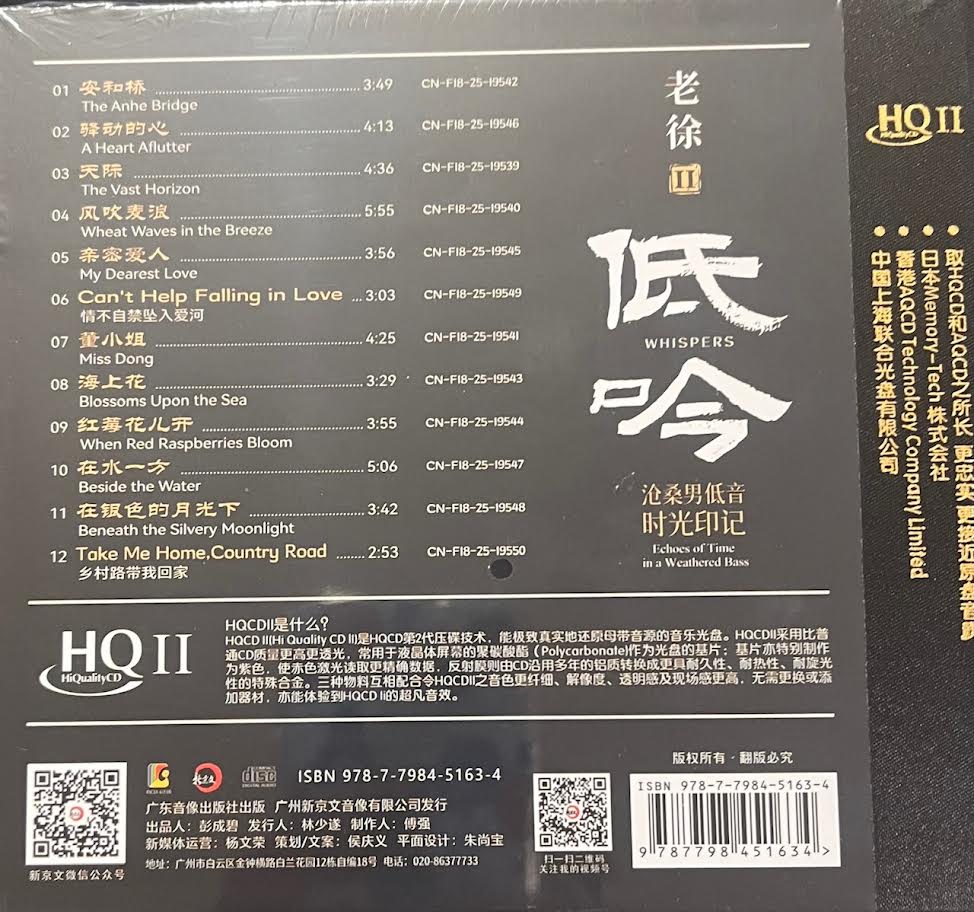 01 安和桥 3:49 CN-F18-25-19542
The Anhe Bridge
02 驿动的心 4:13 CN-F18-25-19546
A Heart Aflutter
03 天际 4:36 CN-F18-25-19539
The Vast Horizon
04 风吹麦浪 5:55 CN-F18-25-19540
Wheat Waves in the Breeze
05 亲密爱人 3:56 CN-F18-25-19545
My Dearest Love
06 Can't Help Falling in Love 3:03 CN-F18-25-19549
情不自禁坠入爱河
07 董小姐 4:25 CN-F18-25-19541
Miss Dong
08 海上花 3:29 CN-F18-25-19543
Blossoms Upon the Sea
09 红莓花儿开 3:55 CN-F18-25-19544
When Red Raspberries Bloom
10 在水一方 5:06 CN-F18-25-19547
Beside the Water
11 在银色的月光下 3:42 CN-F18-25-19548
Beneath the Silvery Moonlight
12 Take Me Home,Country Road 2:53 CN-F18-25-19550
乡村路带我回家
老徐
II
低吟
WHISPERS
沧桑男低音
时光印记
Echoes of Time
in a Weathered Bass
HQ II
HiQualityCD
HQCDII是什么？
HQCD II(Hi Quality CD II)是HQCD第2代压碟技术，能极致真实地还原母带音源的音乐光盘。HQCDII采用比普
通CD质量更高更透光，常用于液晶体屏幕的聚碳酸酯（Polycarbonate)作为光盘的基片；基片亦特别制作
为紫色，使赤色激光读取更精确数据，反射膜则由CD沿用多年的铝质转换成更具耐久性、耐热性、耐旋光
性的特殊合金。三种物料互相配合令HQCDII之音色更纤细、解像度、透明感及现场感更高，无需更换或添
加器材，亦能体验到HQCD II的超凡音效。
新京文微信公众号
COMPACT
disc
DIGITAL AUDIO
ISBN 978-7-7984-5163-4
广东音像出版社出版 广州新京文音像有限公司发行
出品人：彭成碧 发行人：林少遂 制作人：傅强
新媒体运营：杨文荣 策划/文案：侯庆义 平面设计：朱尚宝
地址：广州市白云区金钟横路白兰花园12栋自编18号 电话：020-86377733
扫一扫二维码
关注我的视频号
版权所有·翻版必究
ISBN 978-7-7984-5163-4
9 787798 451634 >
HQ II
HiQualityCD
• 取HQCD和AQCD之所长 更忠实 更接近原盘音
• 日本Memory-Tech 株式会社
• 香港AQCD Technology Company Limited
• 中国上海联合光盘有限公司